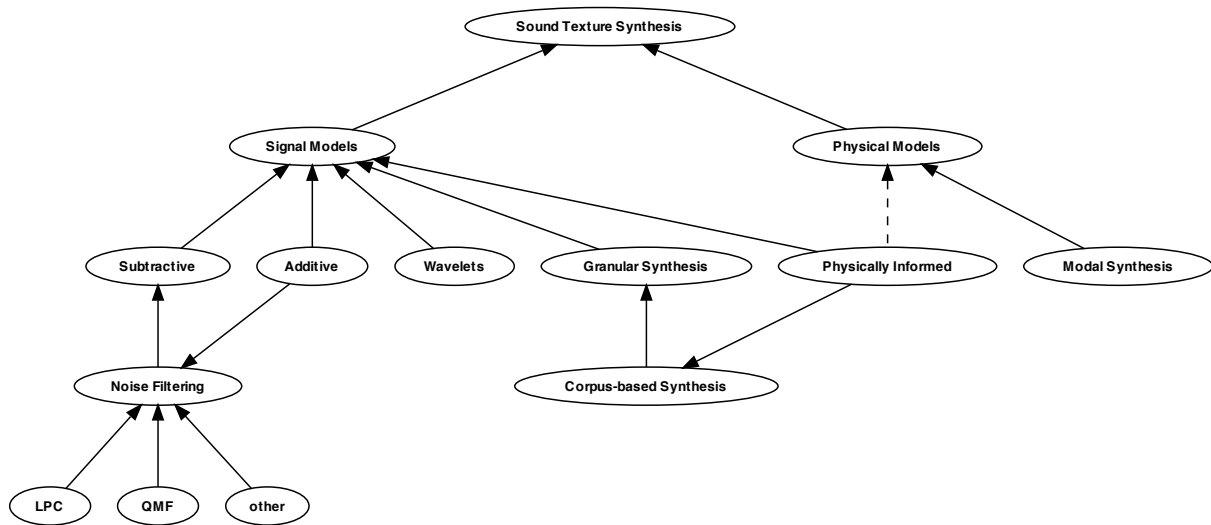 Sound Texture Synthesis
Signal Models
Physical Models
Subtractive
Additive
Wavelets
Granular Synthesis
Physically Informed
Modal Synthesis
Noise Filtering
Corpus-based Synthesis
LPC
QMF
other